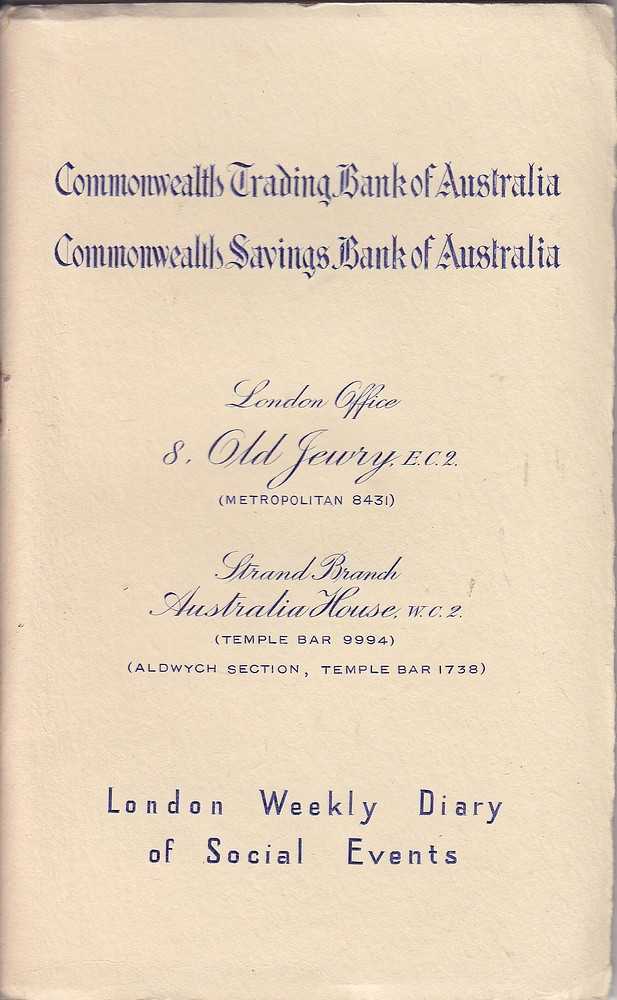 Commonwealth Trading Bank of Australia
Commonwealth Savings Bank of Australia
London Office
8, Old Jewry, E.C.2.
(METROPOLITAN 8431)
Strand Branch
Australia House, W.C.2.
(TEMPLE BAR 9994)
(ALDWYCH SECTION, TEMPLE BAR 1738)
London Weekly Diary
of Social Events